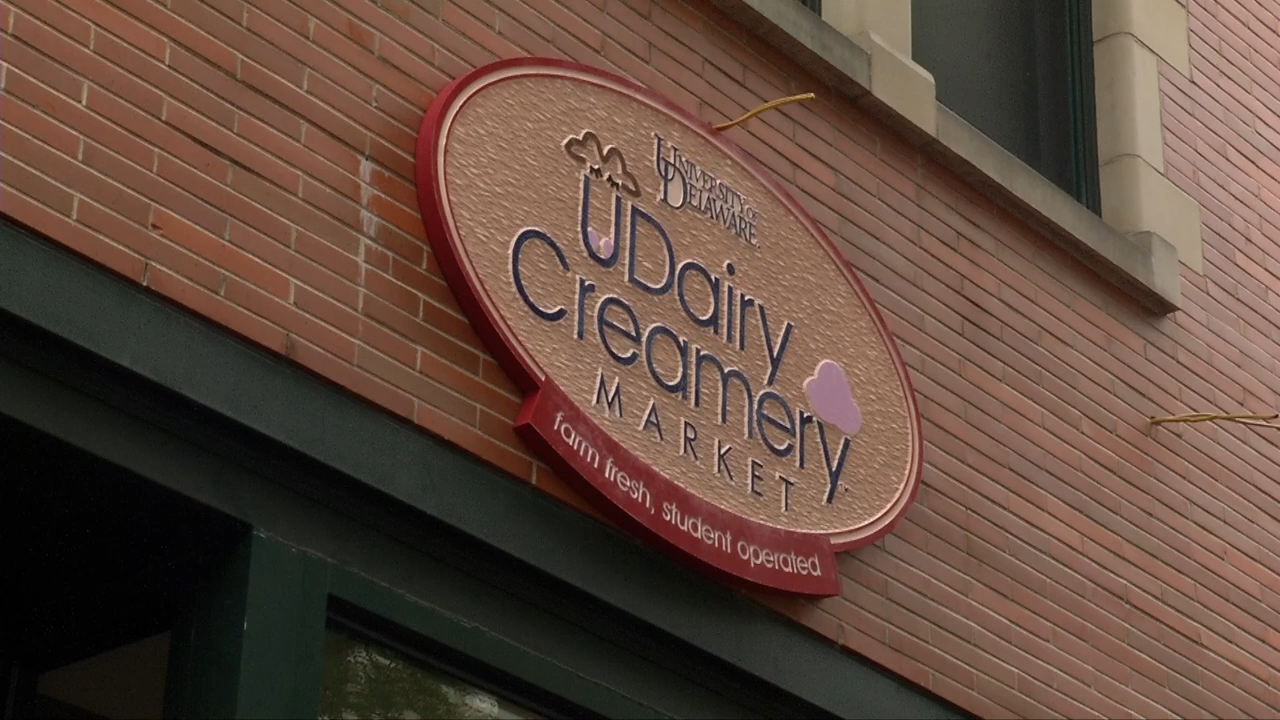 UNIVERSITY OF
DELAWARE.
UDairy
Creamery
MARKET
farm fresh, student operated